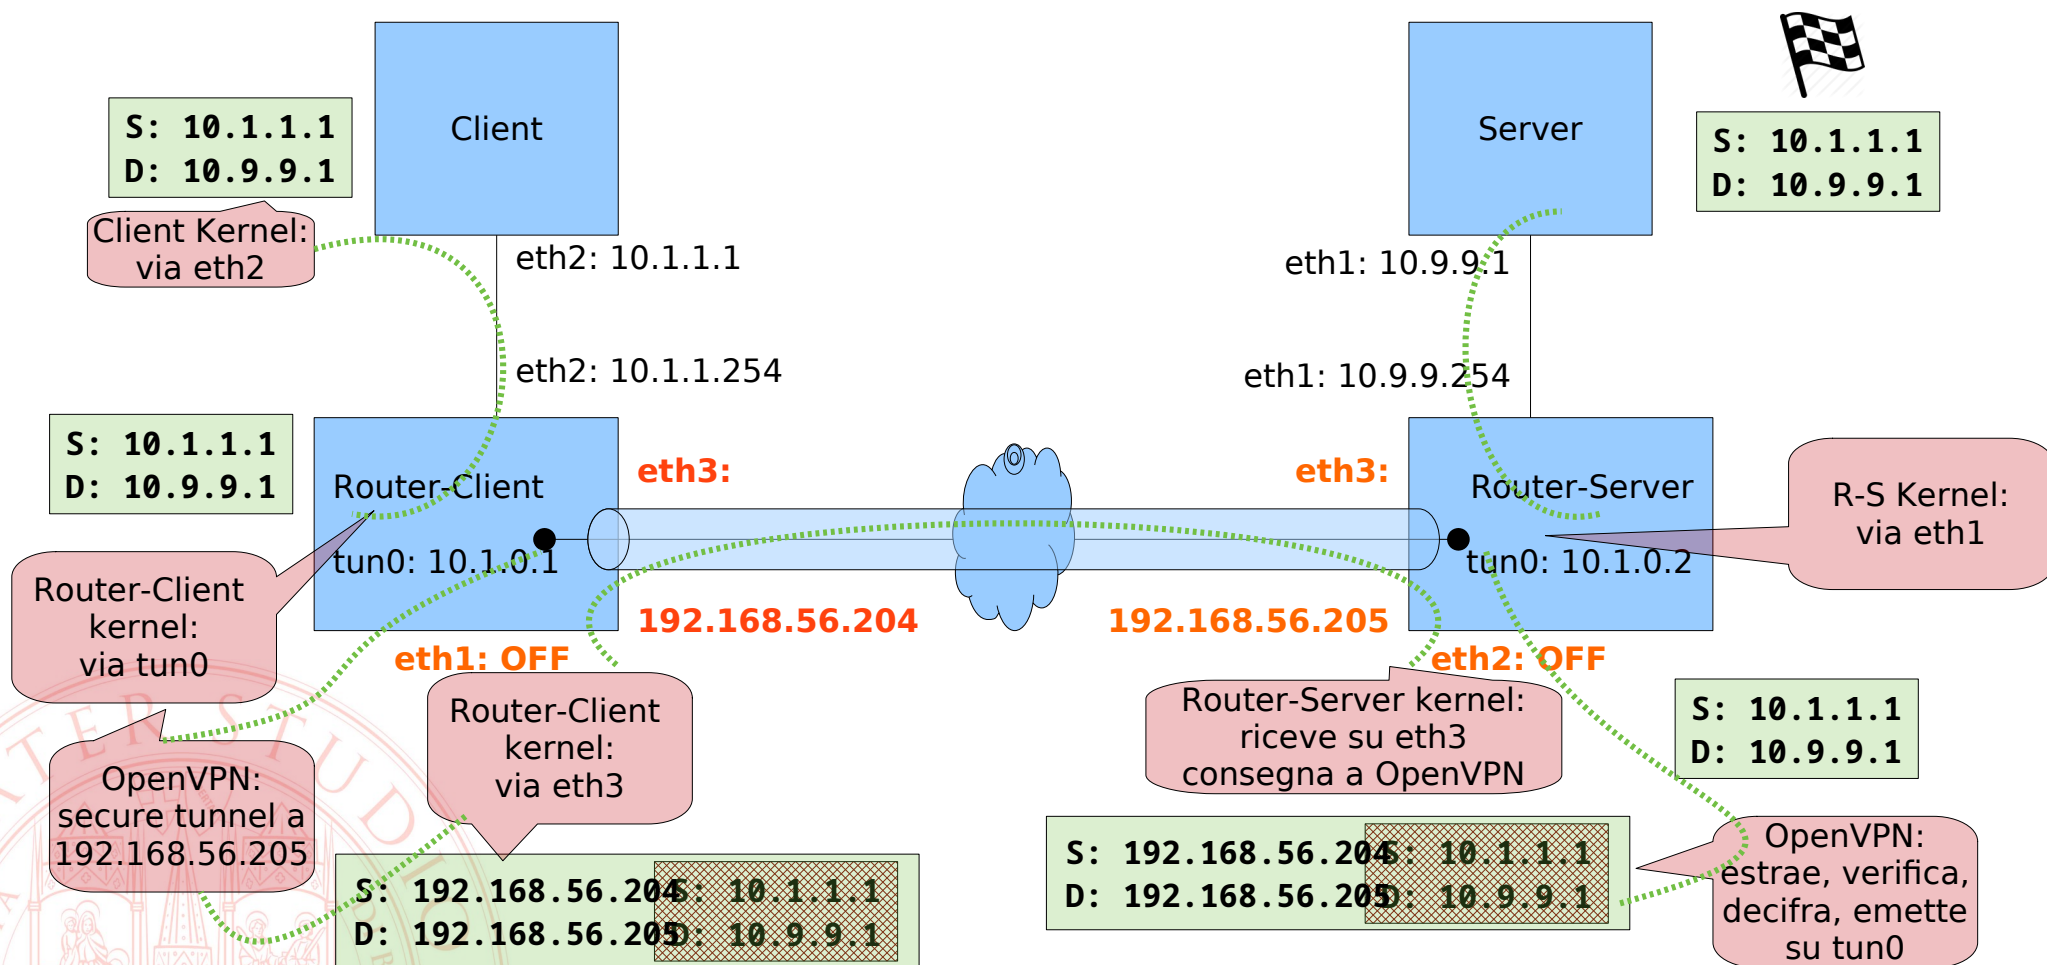 Client
Server
S: 10.1.1.1
D: 10.9.9.1
S: 10.1.1.1
D: 10.9.9.1
Client Kernel:
via eth2
eth2: 10.1.1.1
eth1: 10.9.9.1
eth2: 10.1.1.254
eth1: 10.9.9.254
S: 10.1.1.1
D: 10.9.9.1
Router-Client
tun0: 10.1.0.1
eth3:
eth3:
Router-Server
tun0: 10.1.0.2
R-S Kernel:
via eth1
Router-Client
kernel:
via tun0
192.168.56.204
192.168.56.205
eth1: OFF
eth2: OFF
Router-Client
kernel:
via eth3
Router-Server kernel:
riceve su eth3
consegna a OpenVPN
S: 10.1.1.1
D: 10.9.9.1
OpenVPN:
secure tunnel a
192.168.56.205
S: 192.168.56.204
D: 192.168.56.205
S: 10.1.1.1
D: 10.9.9.1
S: 192.168.56.204
D: 192.168.56.205
S: 10.1.1.1
D: 10.9.9.1
OpenVPN:
estrae, verifica,
decifra, emette
su tun0